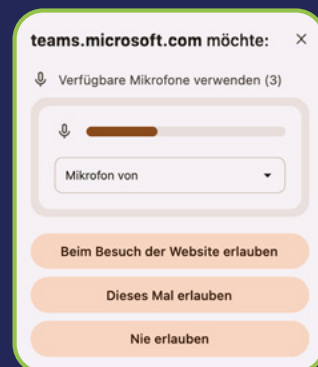 teams.microsoft.com möchte:
Verfügbare Mikrofone verwenden (3)
Mikrofon von
Beim Besuch der Website erlauben
Dieses Mal erlauben
Nie erlauben